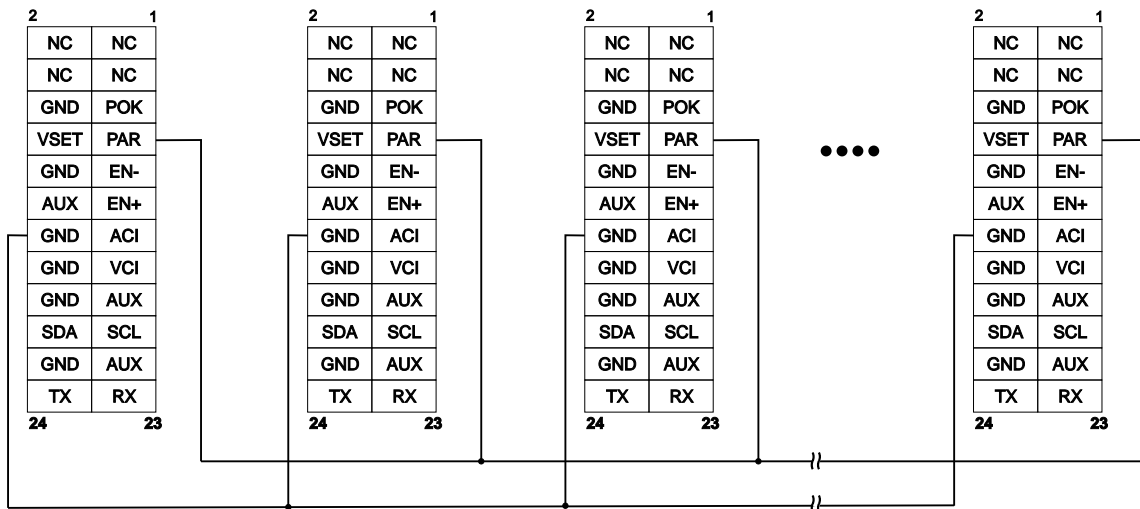 2 1 2 1 2 1 2 1
NC NC NC NC NC NC NC NC
NC NC NC NC NC NC NC NC
GND POK GND POK GND POK GND POK
VSET PAR VSET PAR VSET PAR VSET PAR
GND EN- GND EN- GND EN- GND EN-
AUX EN+ AUX EN+ AUX EN+ AUX EN+
GND ACI GND ACI GND ACI GND ACI
GND VCI GND VCI GND VCI GND VCI
GND AUX GND AUX GND AUX GND AUX
SDA SCL SDA SCL SDA SCL SDA SCL
GND AUX GND AUX GND AUX GND AUX
TX RX TX RX TX RX TX RX
24 23 24 23 24 23 24 23